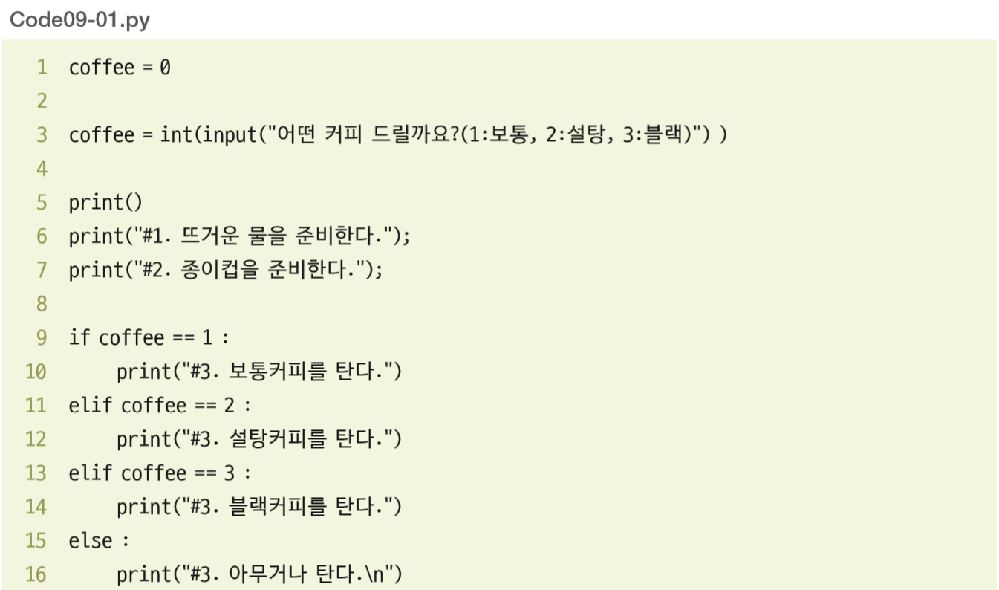 Code09-01.py
1 coffee = 0
2
3 coffee = int(input("어떤 커피 드릴까요?(1:보통, 2:설탕, 3:블랙)") )
4
5 print()
6 print("#1. 뜨거운 물을 준비한다.");
7 print("#2. 종이컵을 준비한다.");
8
9 if coffee == 1 :
10     print("#3. 보통커피를 탄다.")
11 elif coffee == 2 :
12     print("#3. 설탕커피를 탄다.")
13 elif coffee == 3 :
14     print("#3. 블랙커피를 탄다.")
15 else :
16     print("#3. 아무거나 탄다.\n")